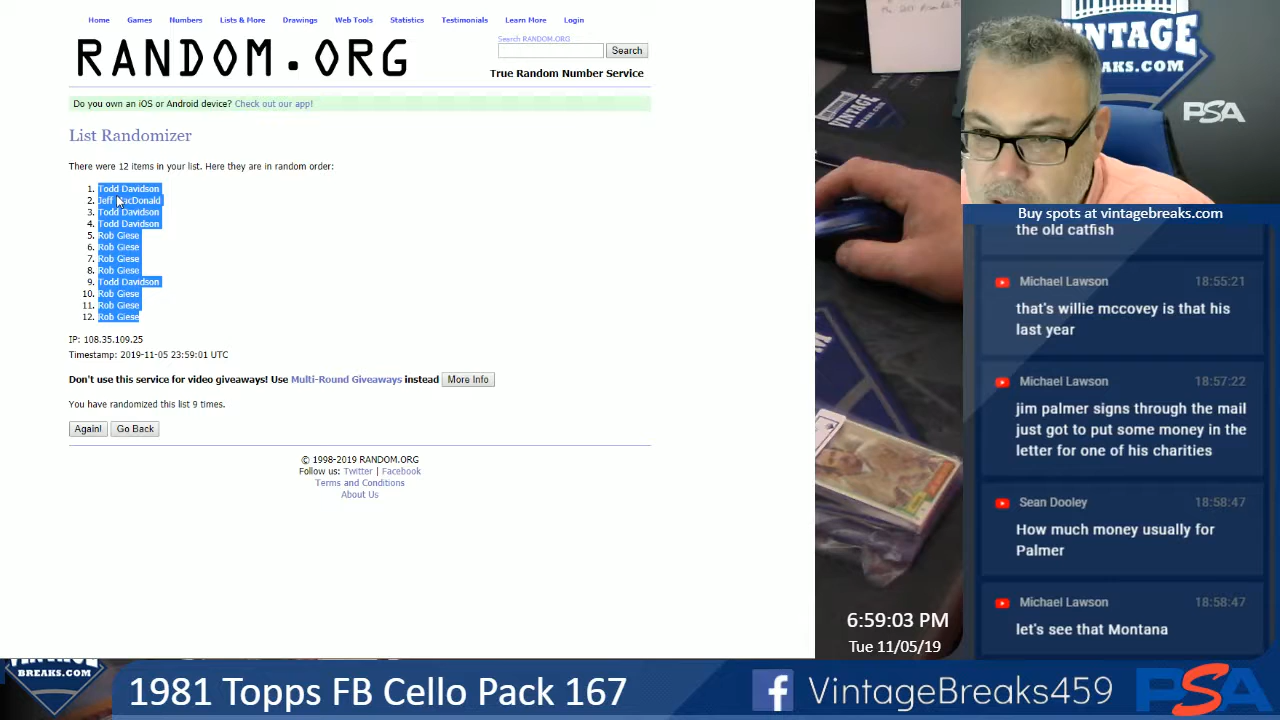 Home Games Numbers Lists & More Drawings Web Tools Statistics Testimonials Learn More Login
RANDOM.ORG
Search RANDOM.ORG
Search
True Random Number Service
Do you own an iOS or Android device? Check out our app!
List Randomizer
There were 12 items in your list. Here they are in random order:
1. Todd Davidson
2. Jeff MacDonald
3. Todd Davidson
4. Todd Davidson
5. Rob Giese
6. Rob Giese
7. Rob Giese
8. Rob Giese
9. Todd Davidson
10. Rob Giese
11. Rob Giese
12. Rob Giese
IP: 108.35.109.25
Timestamp: 2019-11-05 23:59:01 UTC
Don't use this service for video giveaways! Use Multi-Round Giveaways instead More Info
You have randomized this list 9 times.
Again! Go Back
© 1998-2019 RANDOM.ORG
Follow us: Twitter | Facebook
Terms and Conditions
About Us
VINTAGE
BREAKS.COM
PSA
Buy spots at vintagebreaks.com
the old catfish
Michael Lawson 18:55:21
that's willie mccovey is that his
last year
Michael Lawson 18:57:22
jim palmer signs through the mail
just got to put some money in the
letter for one of his charities
Sean Dooley 18:58:47
How much money usually for
Palmer
Michael Lawson 18:58:47
let's see that Montana
6:59:03 PM
Tue 11/05/19
VINTAGE
BREAKS.COM
1981 Topps FB Cello Pack 167
f VintageBreaks459
PSA